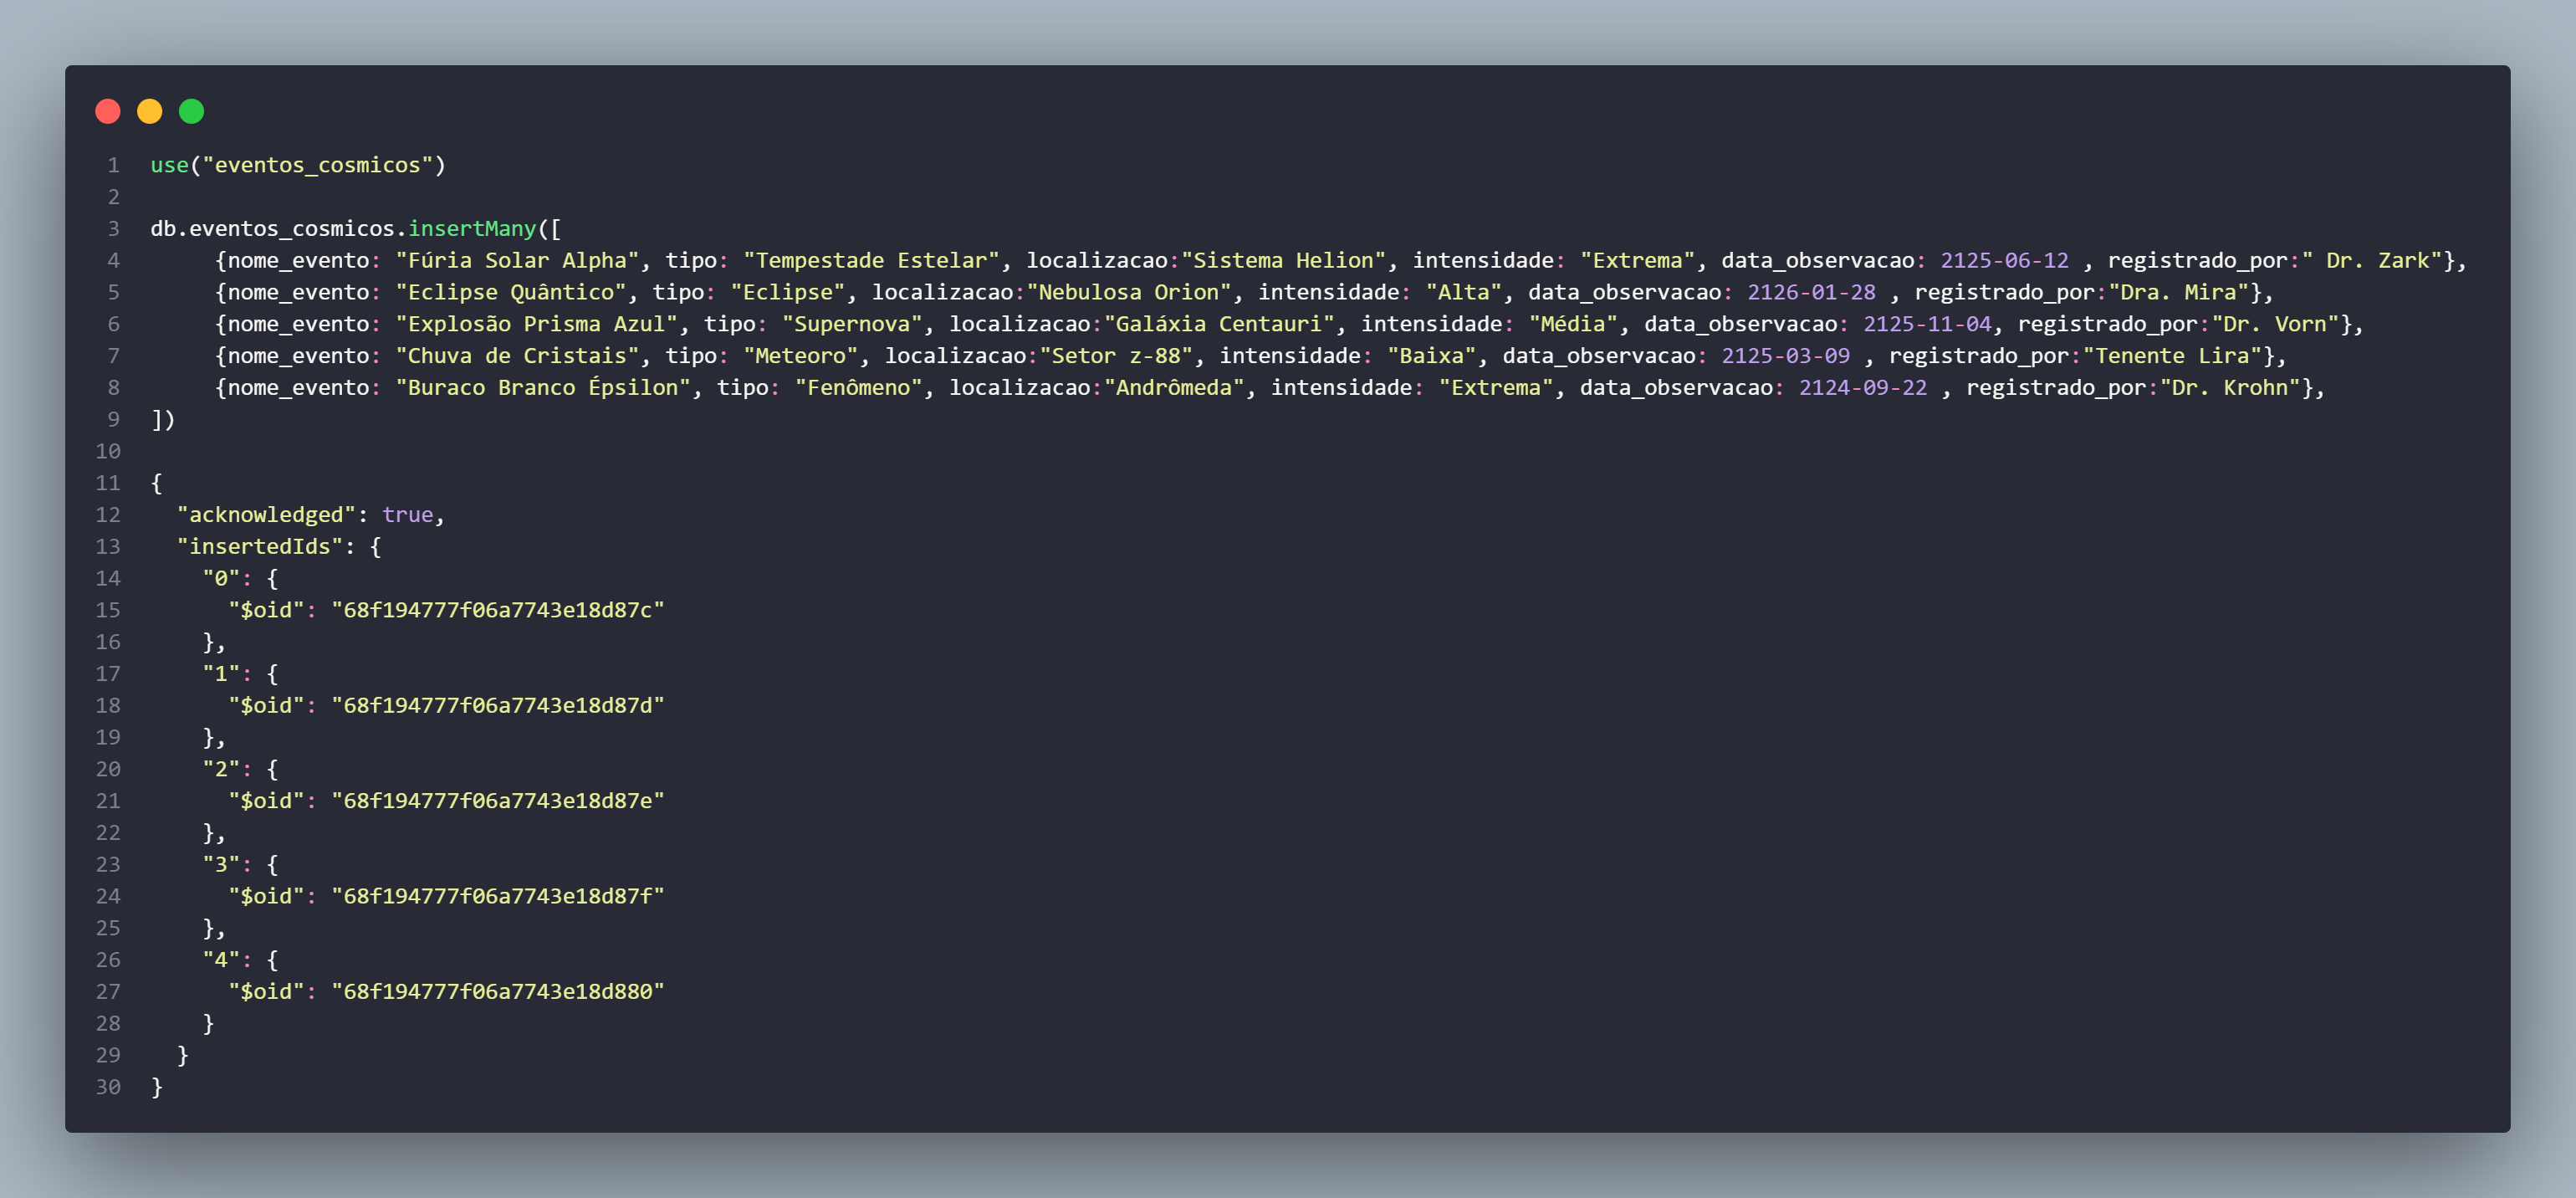 1 use("eventos_cosmicos")
2
3 db.eventos_cosmicos.insertMany([
4 {nome_evento: "Fúria Solar Alpha", tipo: "Tempestade Estelar", localizacao:"Sistema Helion", intensidade: "Extrema", data_observacao: 2125-06-12 , registrado_por:" Dr. Zark"},
5 {nome_evento: "Eclipse Quântico", tipo: "Eclipse", localizacao:"Nebulosa Orion", intensidade: "Alta", data_observacao: 2126-01-28 , registrado_por:"Dra. Mira"},
6 {nome_evento: "Explosão Prisma Azul", tipo: "Supernova", localizacao:"Galáxia Centauri", intensidade: "Média", data_observacao: 2125-11-04, registrado_por:"Dr. Vorn"},
7 {nome_evento: "Chuva de Cristais", tipo: "Meteoro", localizacao:"Setor z-88", intensidade: "Baixa", data_observacao: 2125-03-09 , registrado_por:"Tenente Lira"},
8 {nome_evento: "Buraco Branco Épsilon", tipo: "Fenômeno", localizacao:"Andrômeda", intensidade: "Extrema", data_observacao: 2124-09-22 , registrado_por:"Dr. Krohn"},
9 ])
10
11 {
12 "acknowledged": true,
13 "insertedIds": {
14 "0": {
15 "$oid": "68f194777f06a7743e18d87c"
16 },
17 "1": {
18 "$oid": "68f194777f06a7743e18d87d"
19 },
20 "2": {
21 "$oid": "68f194777f06a7743e18d87e"
22 },
23 "3": {
24 "$oid": "68f194777f06a7743e18d87f"
25 },
26 "4": {
27 "$oid": "68f194777f06a7743e18d880"
28 }
29 }
30 }